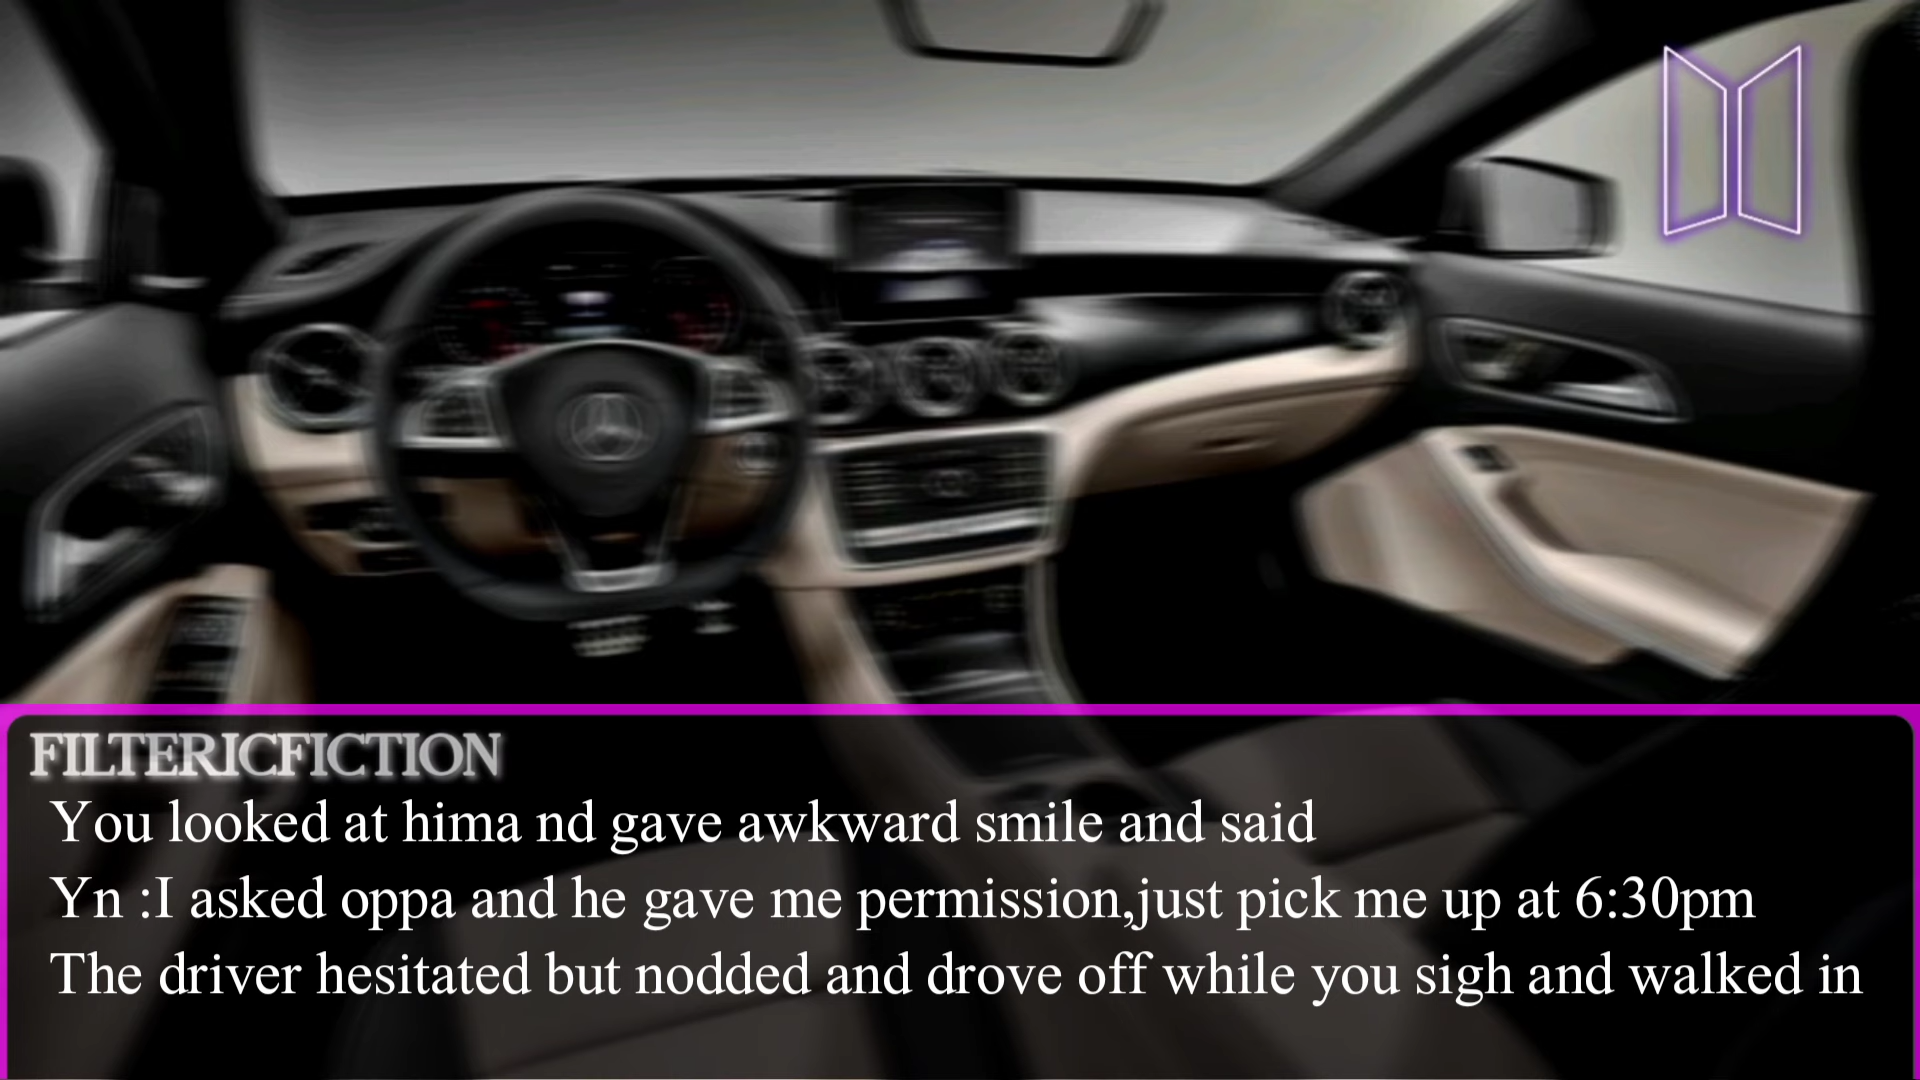 FILTERICFICTION
You looked at hima nd gave awkward smile and said
Yn :I asked oppa and he gave me permission,just pick me up at 6:30pm
The driver hesitated but nodded and drove off while you sigh and walked in